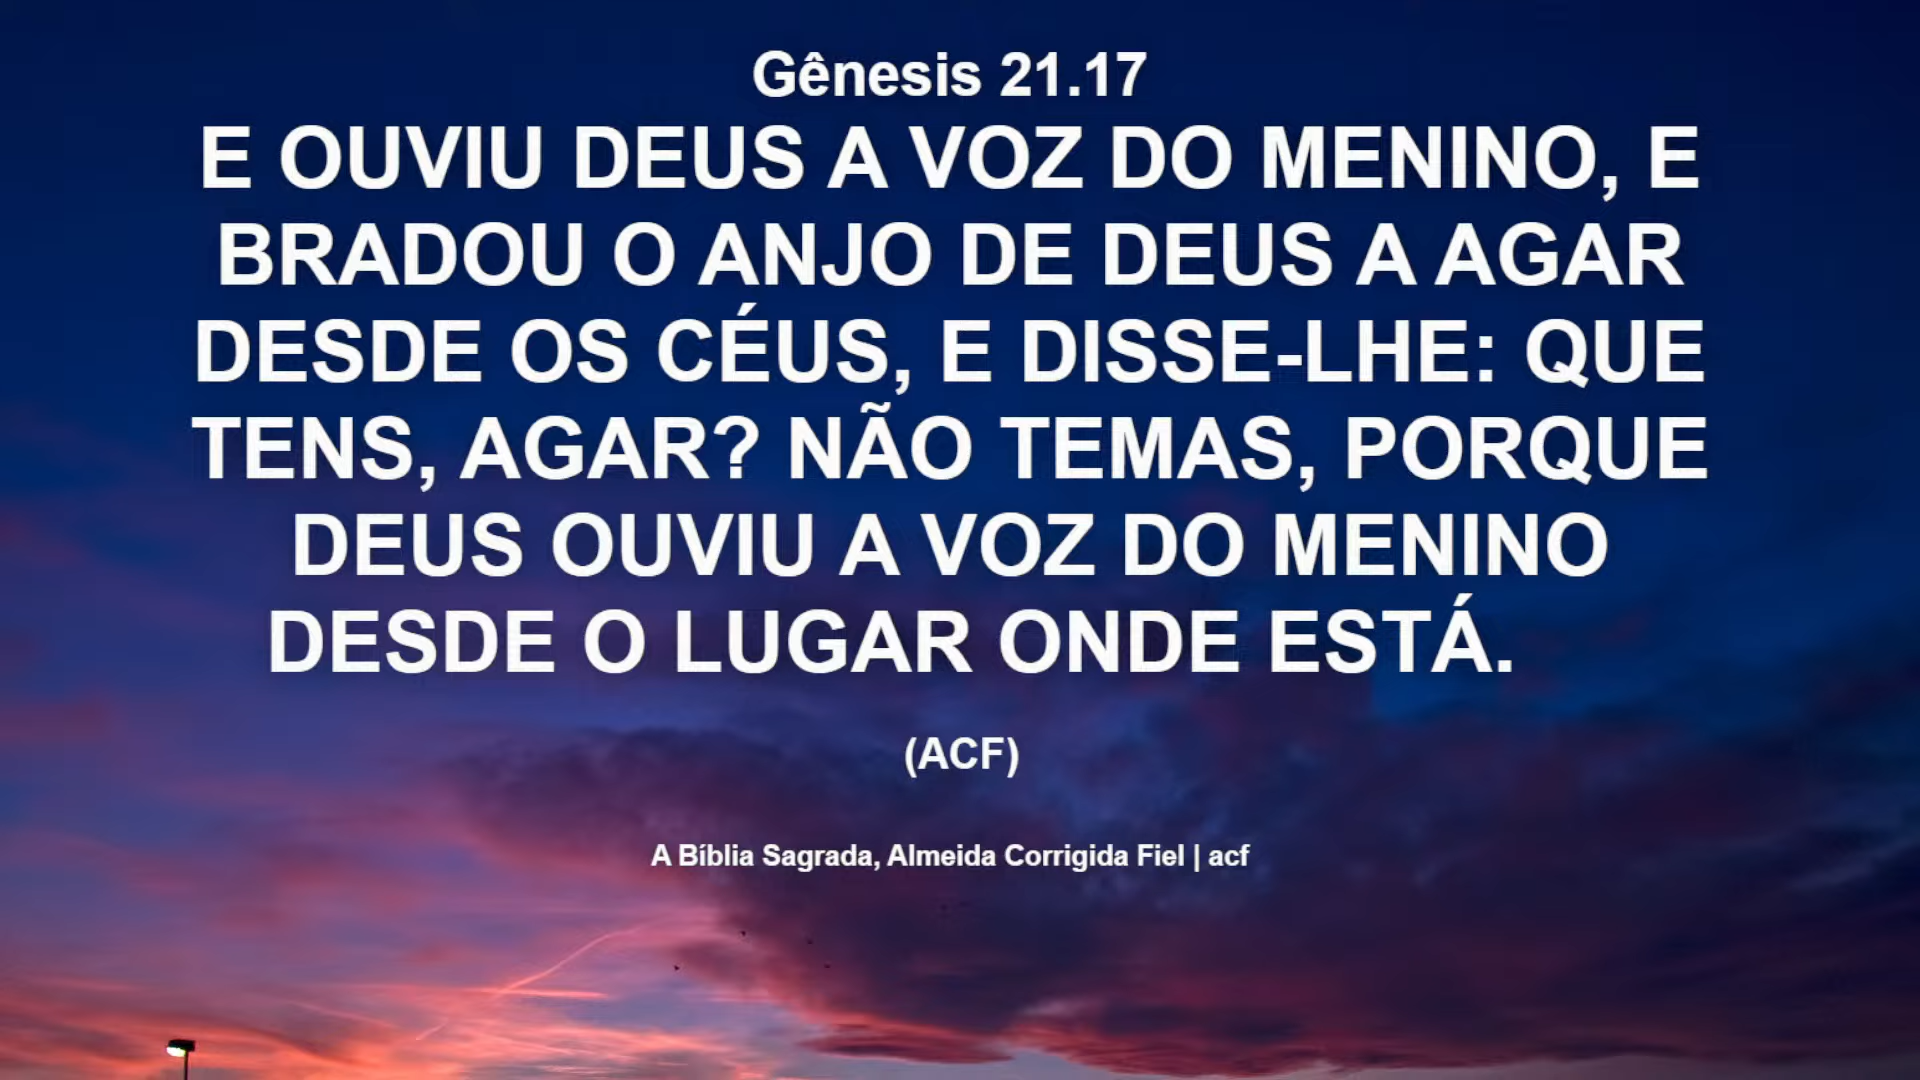 Gênesis 21.17
E OUVIU DEUS A VOZ DO MENINO, E
BRADOU O ANJO DE DEUS A AGAR
DESDE OS CÉUS, E DISSE-LHE: QUE
TENS, AGAR? NÃO TEMAS, PORQUE
DEUS OUVIU A VOZ DO MENINO
DESDE O LUGAR ONDE ESTÁ.
(ACF)
A Bíblia Sagrada, Almeida Corrigida Fiel | acf